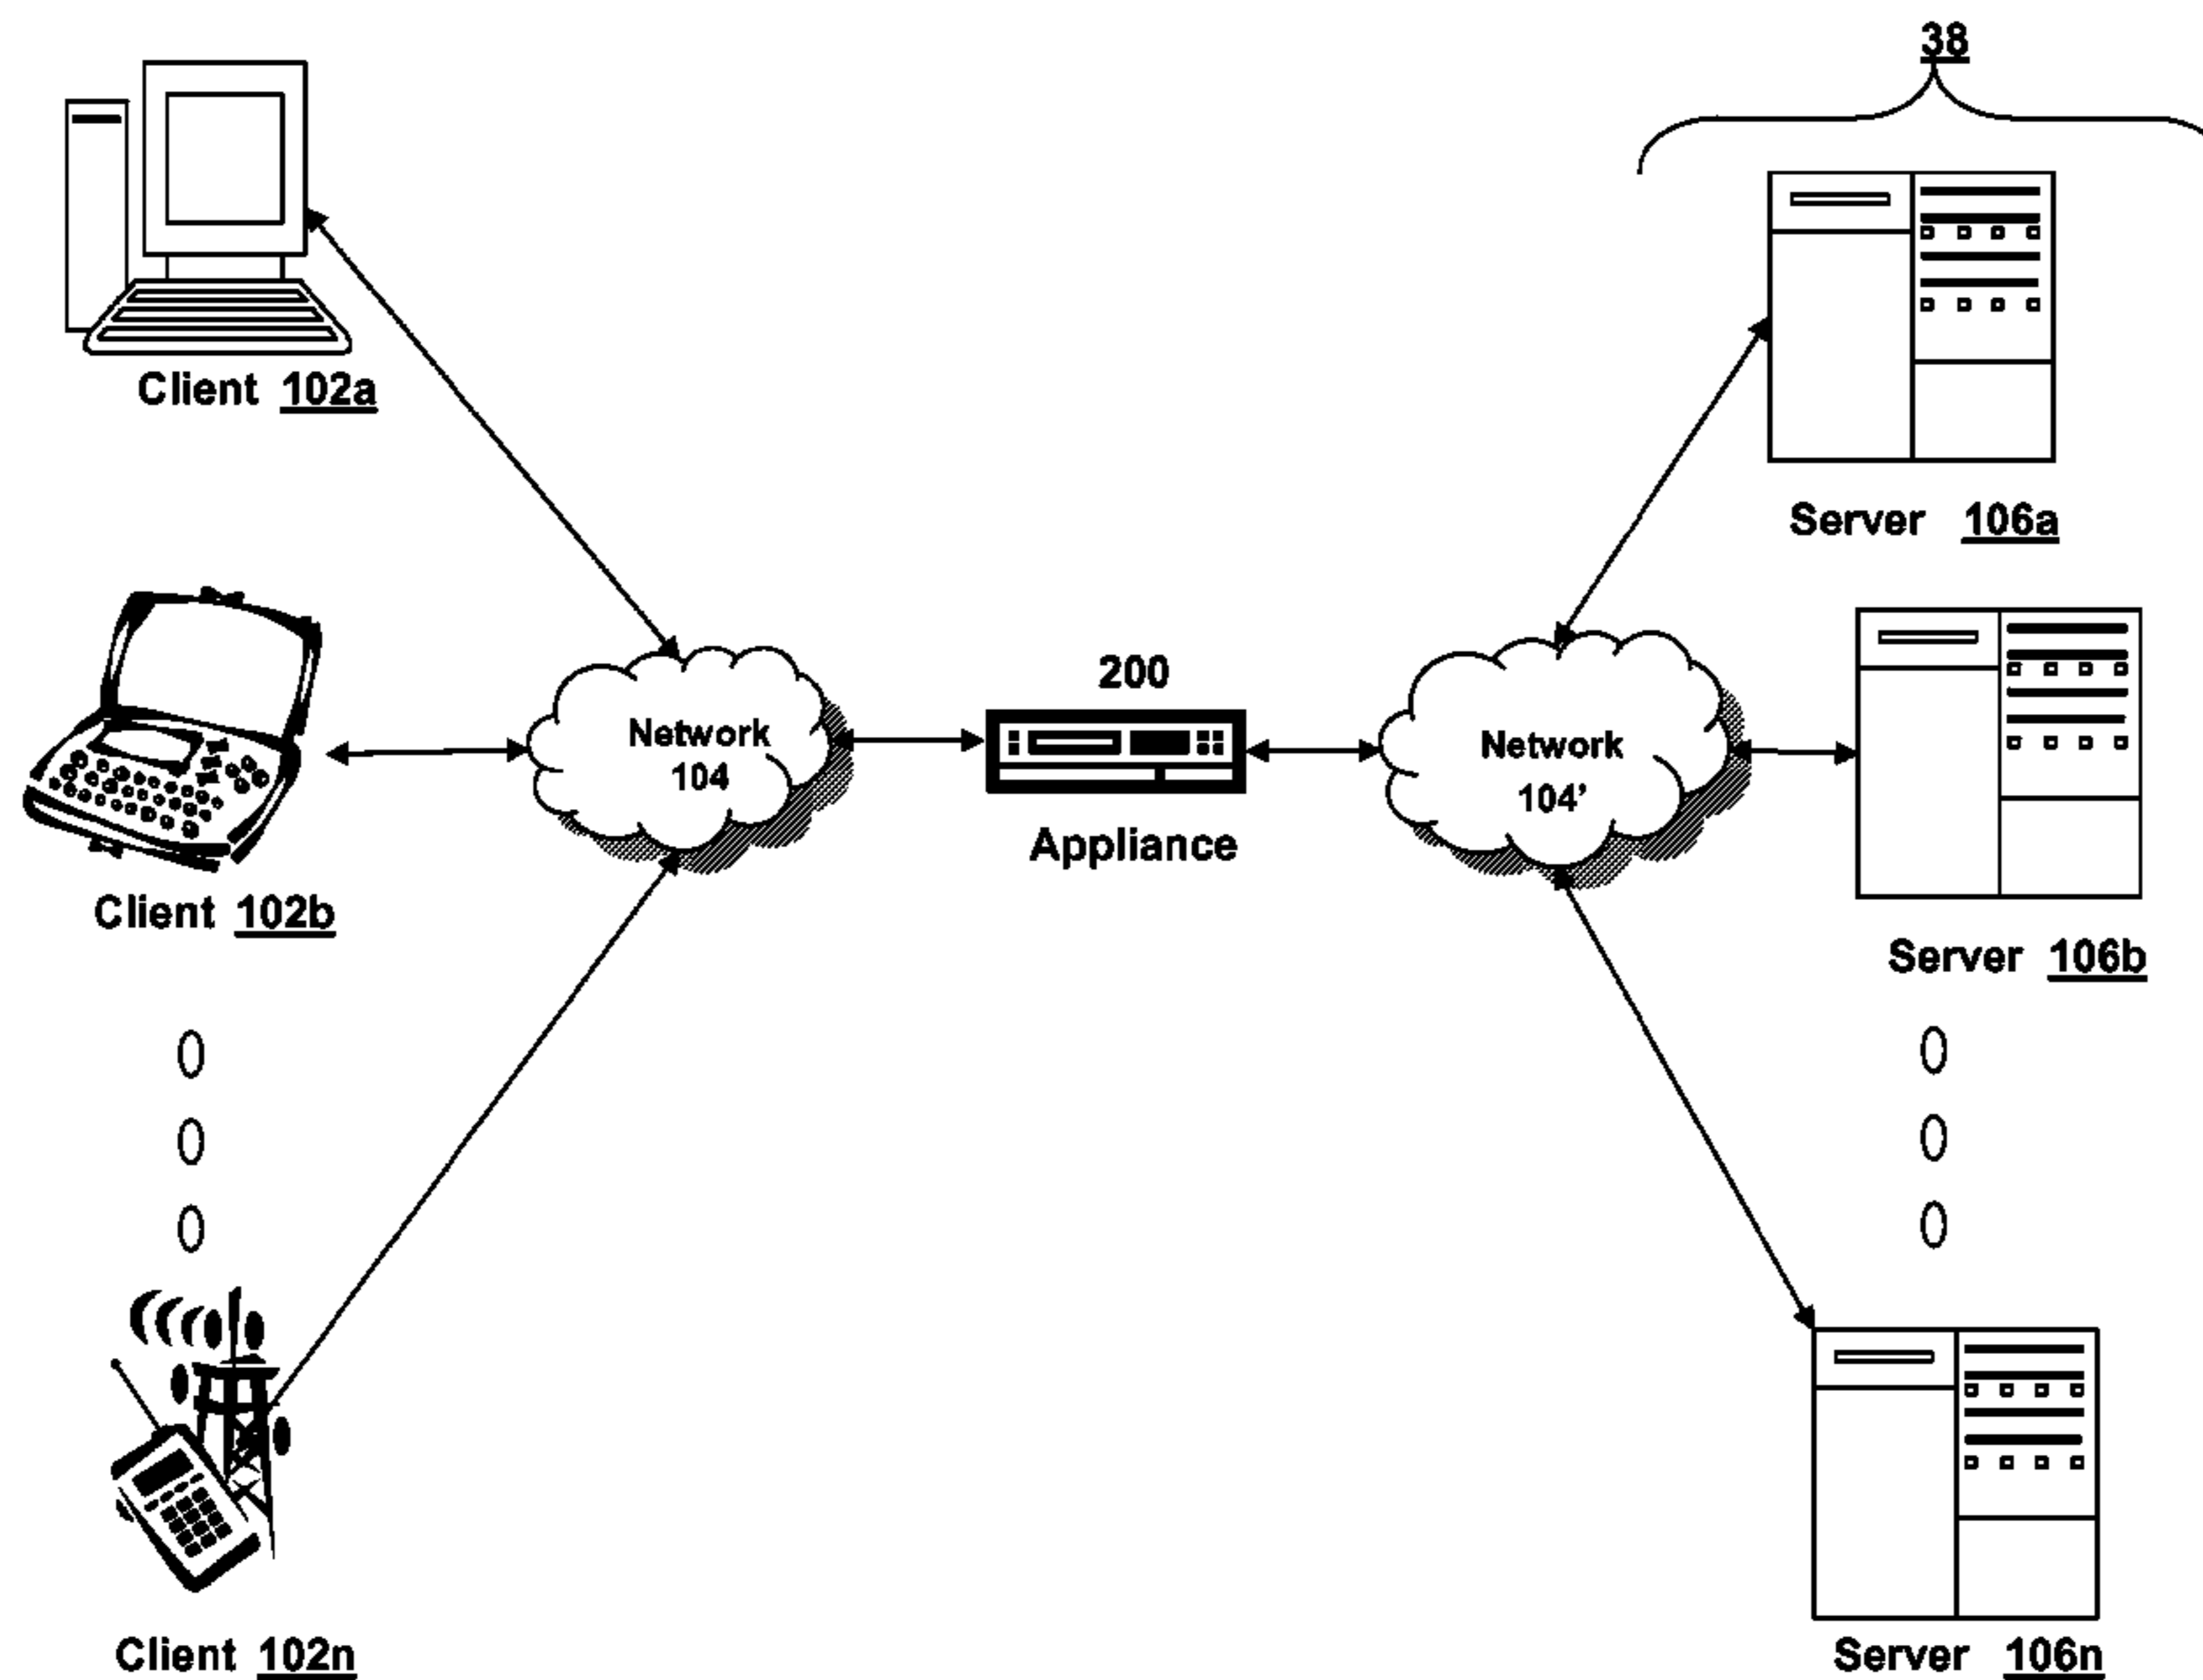 38
Client 102a
Server 106a
200
Network
104
Network
104’
Appliance
Client 102b
Server 106b
Client 102n
Server 106n